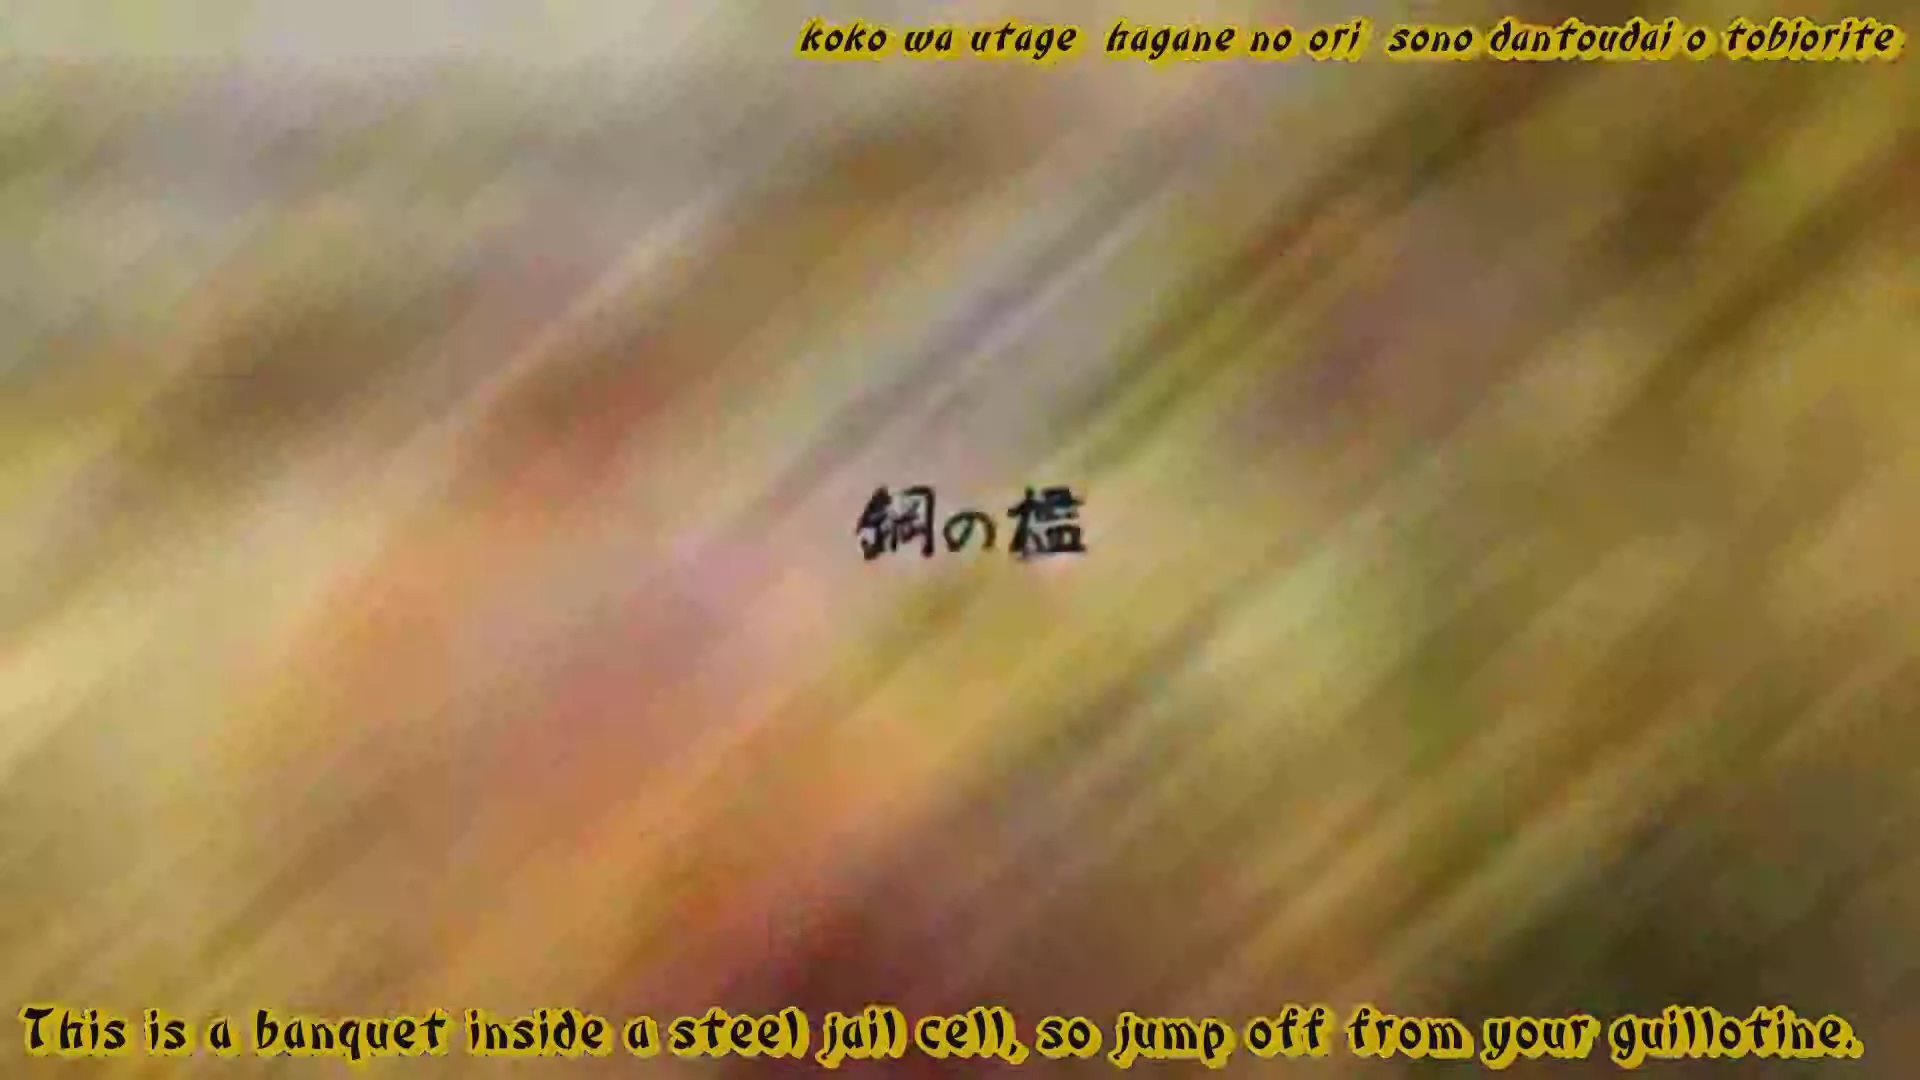 koko wa utage hagane no ori sono dantoudai o tobiorite
鋼の檻
This is a banquet inside a steel jail cell, so jump off from your guillotine.